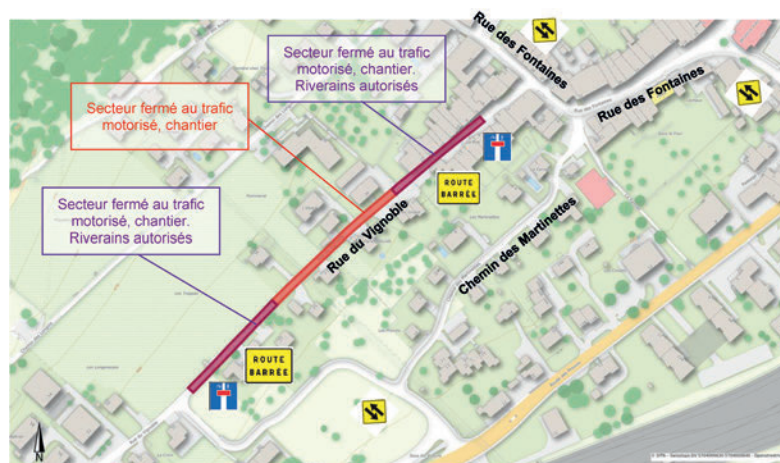 Rue des Fontaines
Secteur fermé au trafic
motorisé, chantier.
Riverains autorisés
Rue des Fontaines
Secteur fermé au trafic
motorisé, chantier
ROUTE
BARRÉE
Secteur fermé au trafic
motorisé, chantier.
Riverains autorisés
Rue du Vignoble
Chemin des Martinettes
ROUTE
BARRÉE
N